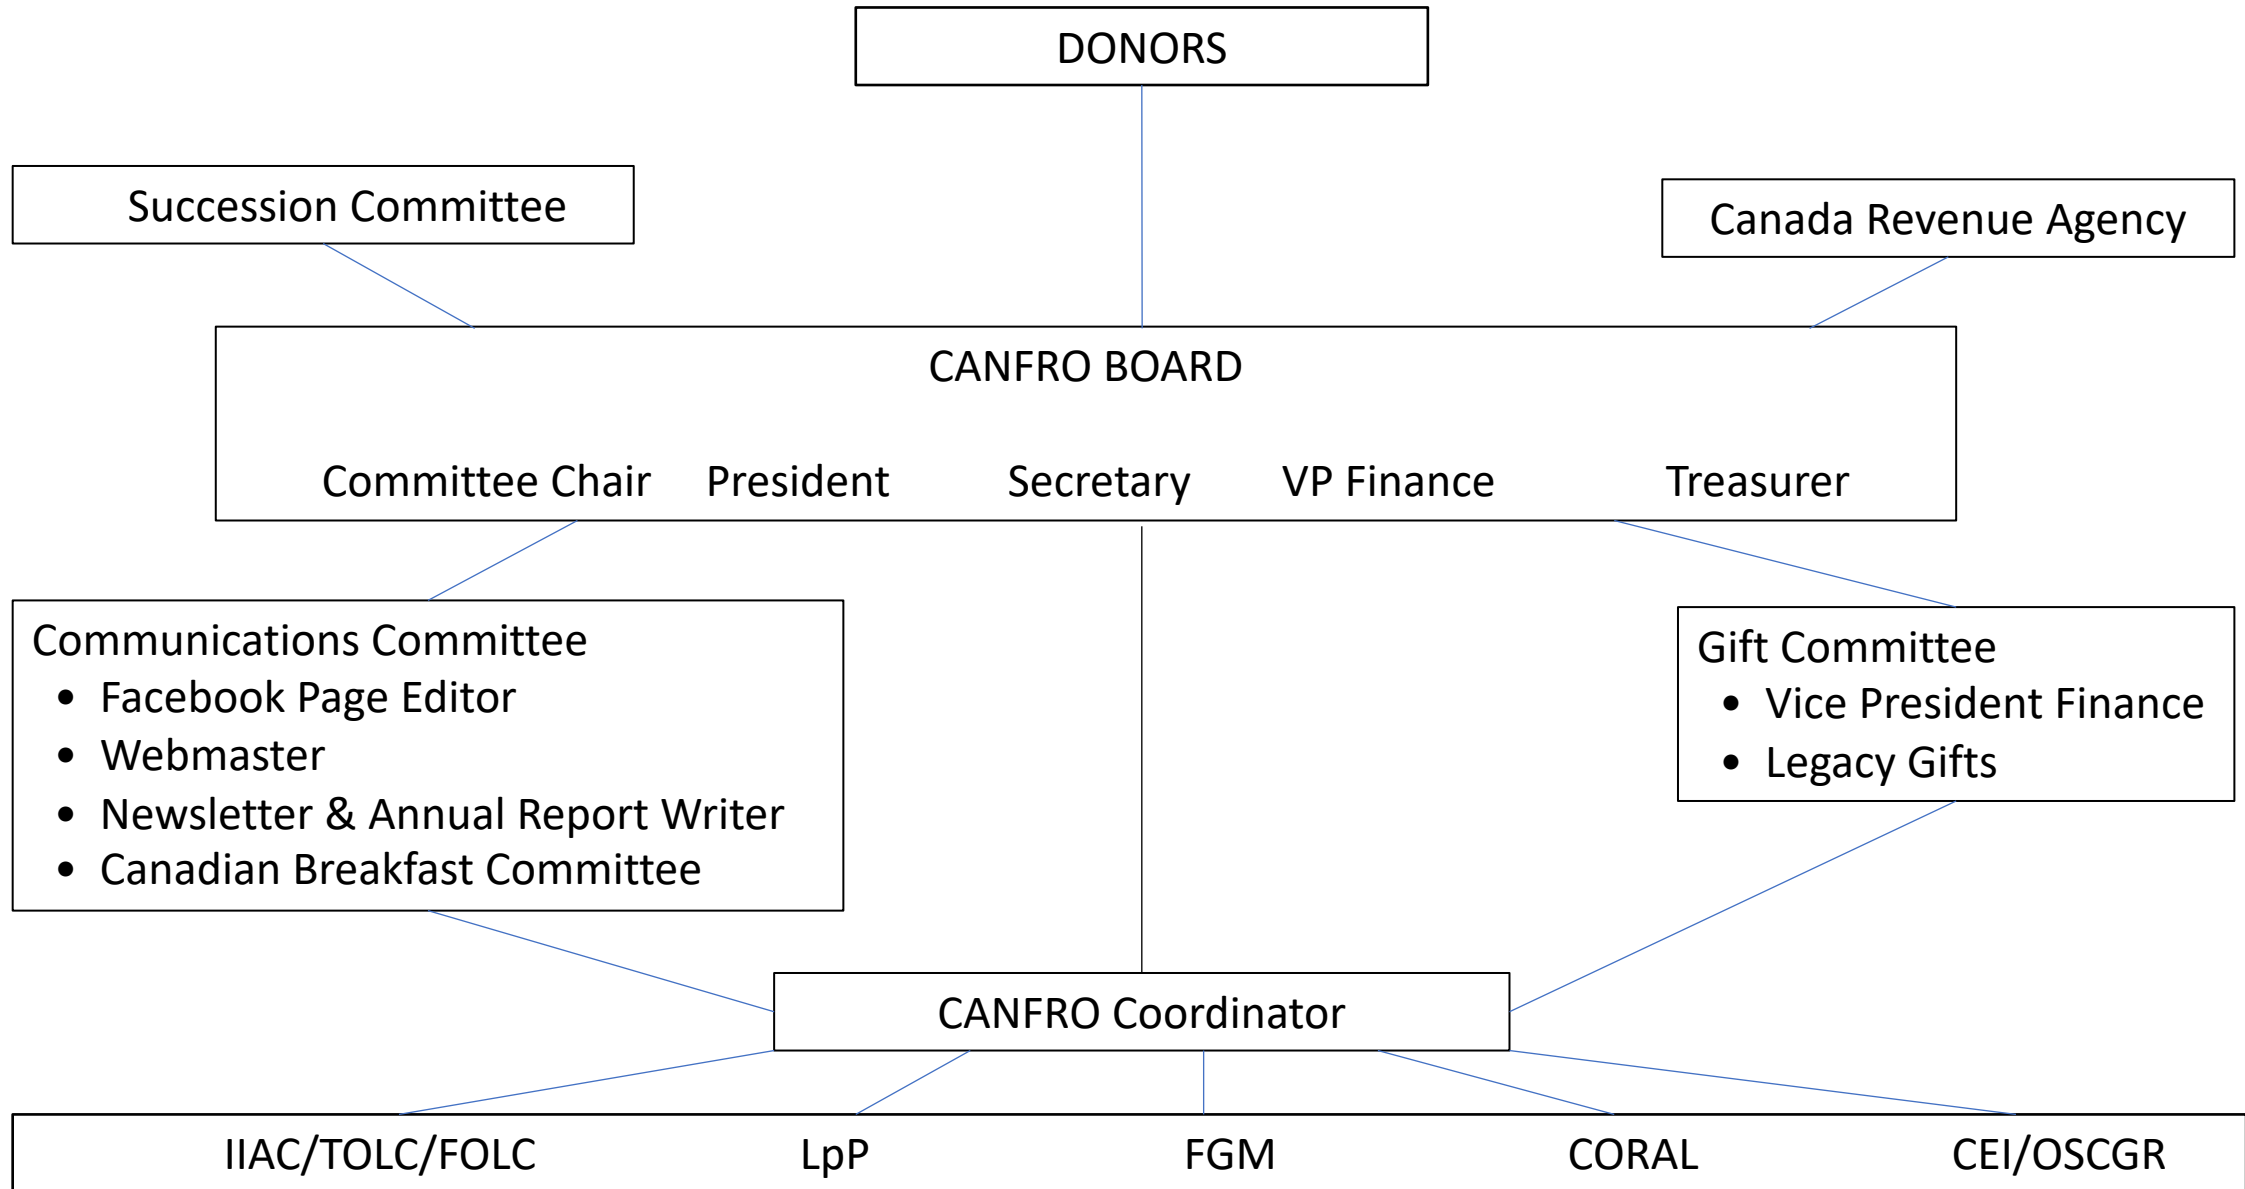 DONORS
Succession Committee
Canada Revenue Agency
CANFRO BOARD
Committee Chair President Secretary VP Finance Treasurer
Communications Committee
• Facebook Page Editor
• Webmaster
• Newsletter & Annual Report Writer
• Canadian Breakfast Committee
Gift Committee
• Vice President Finance
• Legacy Gifts
CANFRO Coordinator
IIAC/TOLC/FOLC LpP FGM CORAL CEI/OSCGR